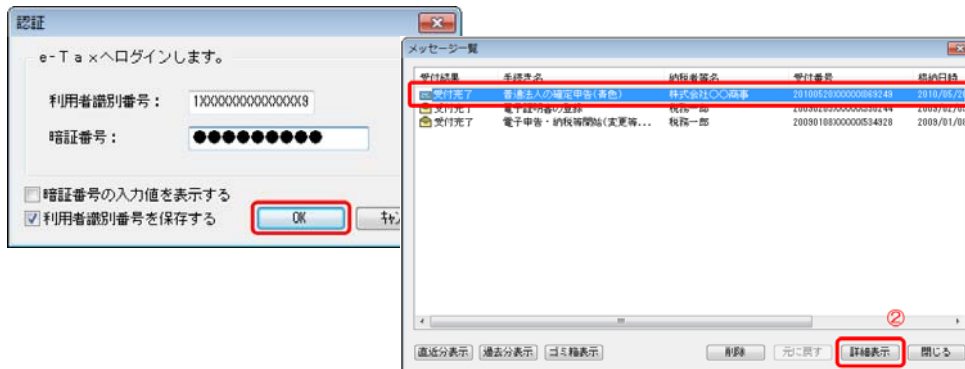 認証
e-Taxへログインします。
利用者識別番号：
1XXXXXXXXXXXXXXX9
暗証番号：
●●●●●●●●●
暗証番号の入力値を表示する
利用者識別番号を保存する
OK
メッセージ一覧
受付結果 手続き名 納税者等名 受付番号 格納日時
受付完了 普通法人の確定申告(青色) 株式会社〇〇商事
受付完了 電子証明書の登録 税務一郎
受付完了 電子申告・納税等開始(変更等... 税務一郎
②
直近分表示 過去分表示 ゴミ箱表示 削除 元に戻す 詳細表示 閉じる